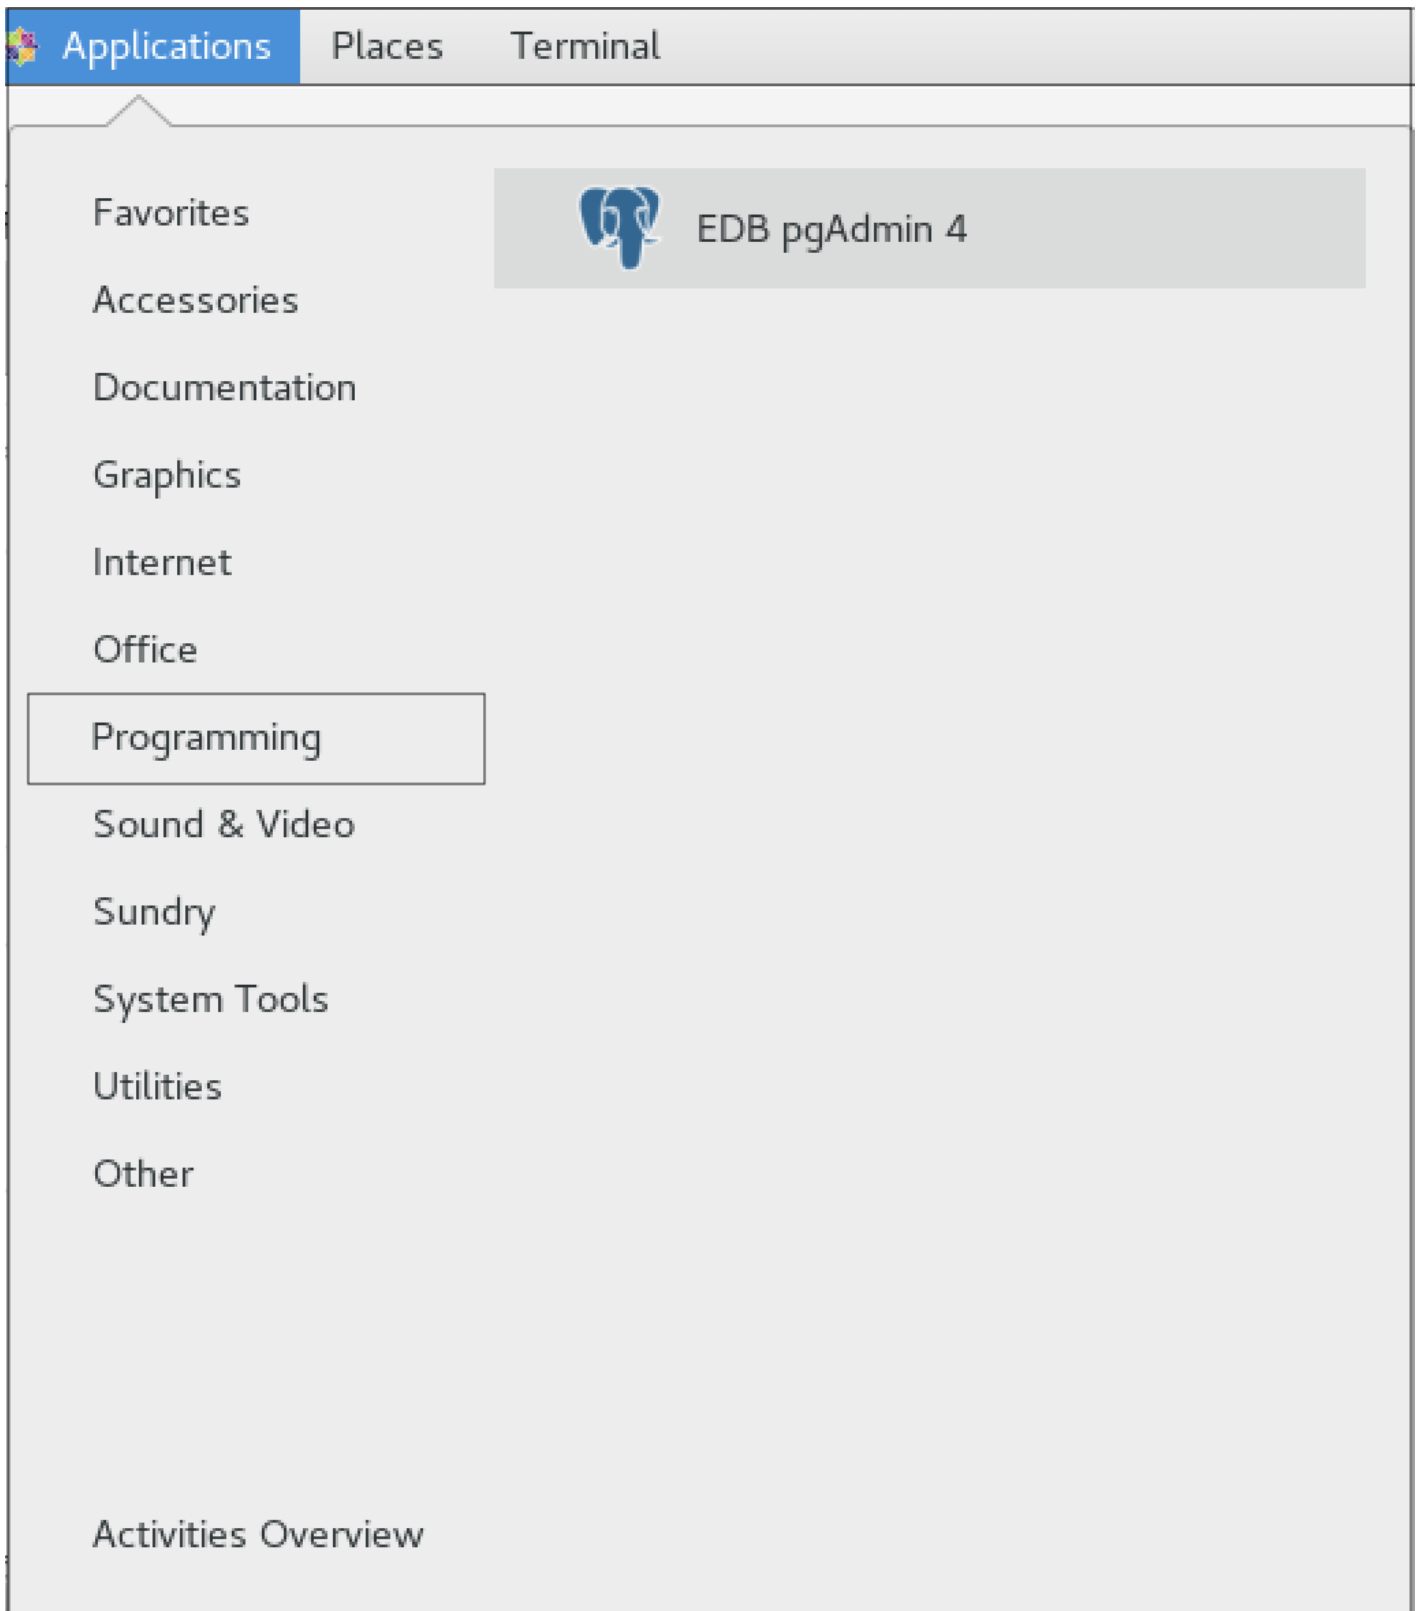 Applications Places Terminal
Favorites
EDB pgAdmin 4
Accessories
Documentation
Graphics
Internet
Office
Programming
Sound & Video
Sundry
System Tools
Utilities
Other
Activities Overview